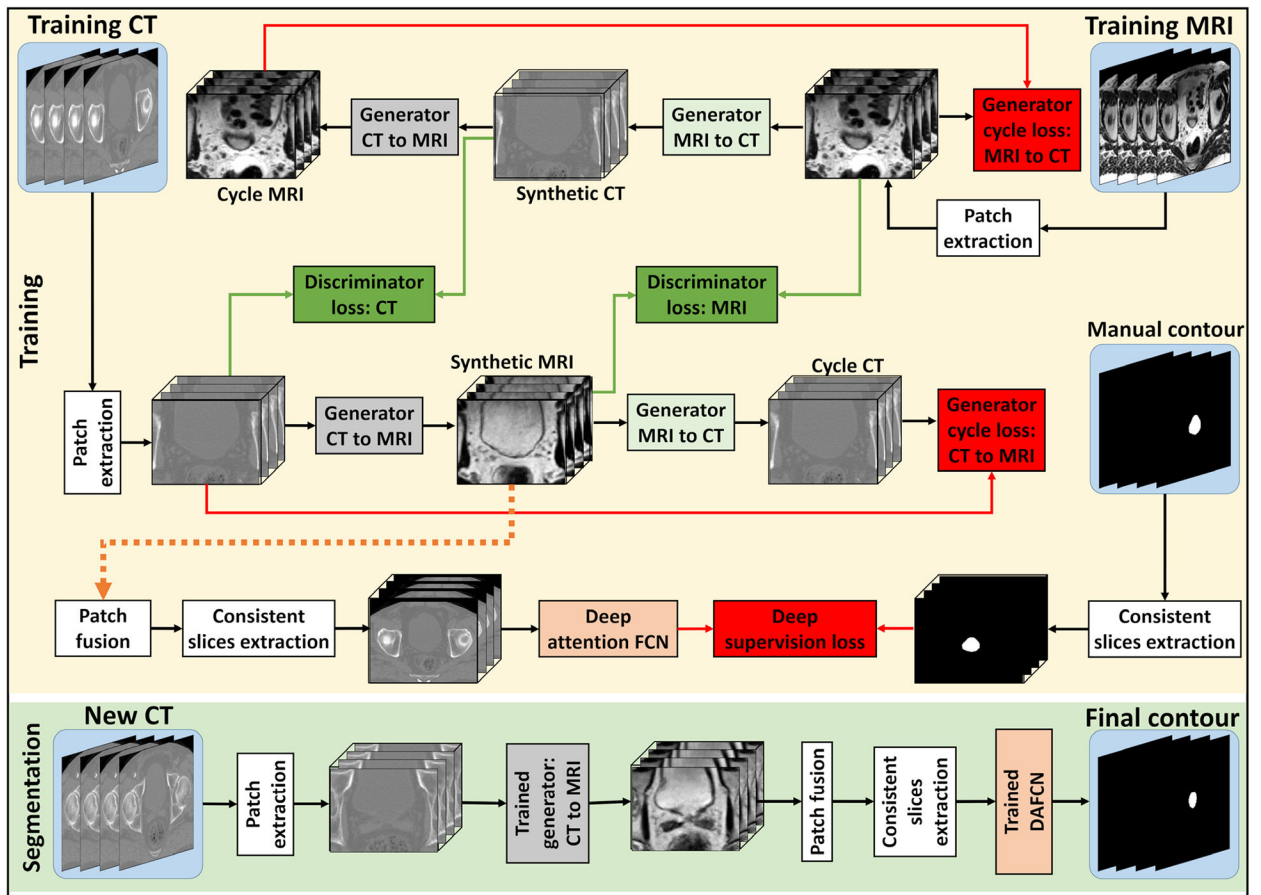 Training CT
Training MRI
Generator
CT to MRI
Generator
MRI to CT
Generator
cycle loss:
MRI to CT
Cycle MRI
Synthetic CT
Patch
extraction
Training
Discriminator
loss: CT
Discriminator
loss: MRI
Manual contour
Synthetic MRI
Cycle CT
Patch
extraction
Generator
CT to MRI
Generator
MRI to CT
Generator
cycle loss:
CT to MRI
Patch
fusion
Consistent
slices extraction
Deep
attention FCN
Deep
supervision loss
Consistent
slices extraction
Segmentation
New CT
Final contour
Patch
extraction
Trained
generator:
CT to MRI
Patch fusion
Consistent
slices
extraction
Trained
DAFCN